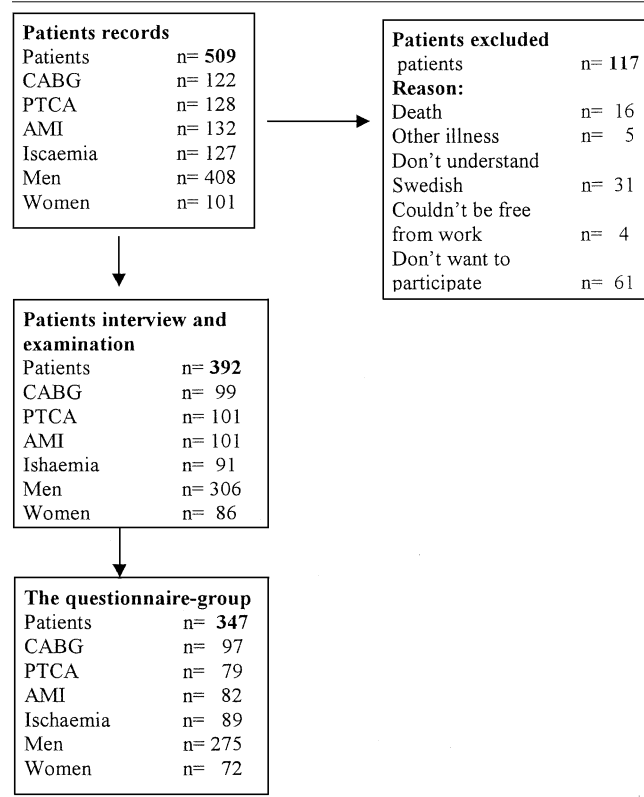 Patients records
Patients n= 509
CABG n= 122
PTCA n= 128
AMI n= 132
Iscaemia n= 127
Men n= 408
Women n= 101
Patients excluded
patients n= 117
Reason:
Death n= 16
Other illness n= 5
Don't understand
Swedish n= 31
Couldn't be free
from work n= 4
Don't want to
participate n= 61
Patients interview and
examination
Patients n= 392
CABG n= 99
PTCA n= 101
AMI n= 101
Ishaemia n= 91
Men n= 306
Women n= 86
The questionnaire-group
Patients n= 347
CABG n= 97
PTCA n= 79
AMI n= 82
Ischaemia n= 89
Men n= 275
Women n= 72